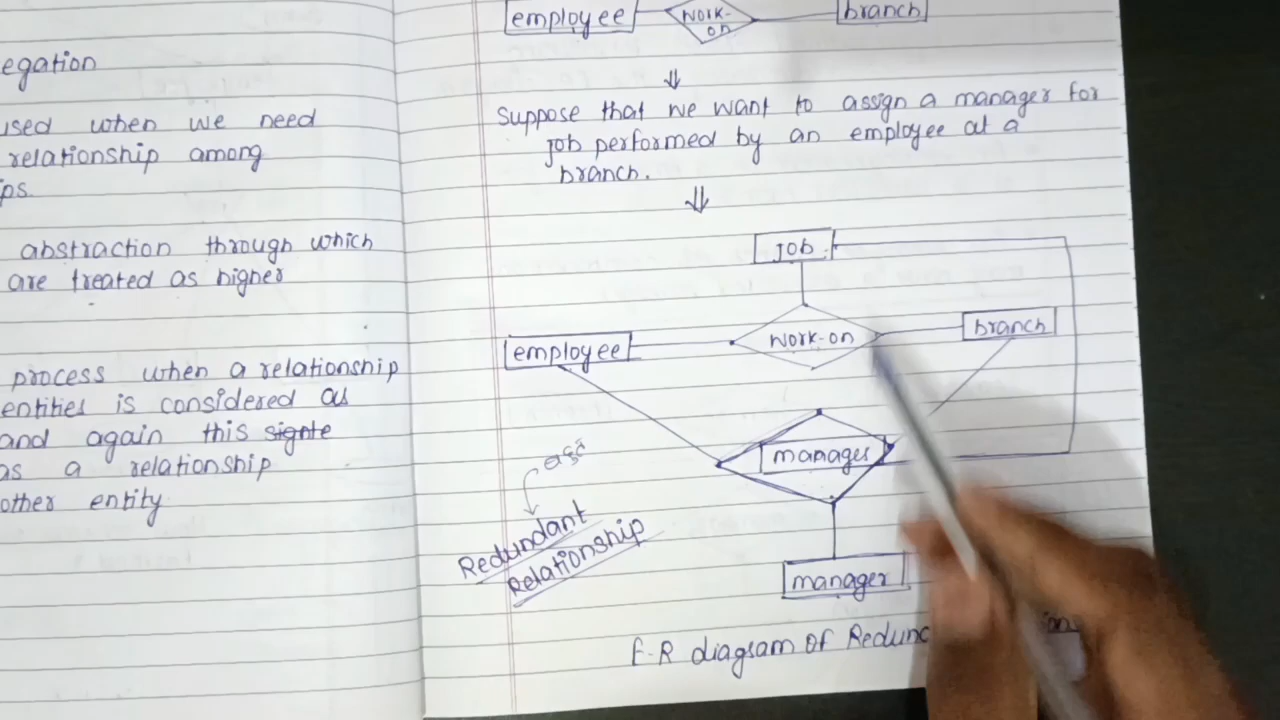 egation
used when we need
relationship among
ips.
abstraction through which
are treated as higher
process when a relationship
entities is considered as
and again this signle
as a relationship
other entity
employee
work-
on
branch
⇓
Suppose that we want to assign a manager for
job performed by an employee at a
branch.
⇓
job
employee
work-on
branch
manages
Redundant
Relationship
manager
E-R diagram of Redund